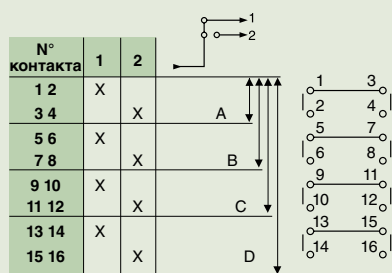 1
2
N° контакта 1 2
1 2 X
3 4 X A
5 6 X
7 8 X B
9 10 X
11 12 X C
13 14 X
15 16 X D
1 3
2 4
5 7
6 8
9 11
10 12
13 15
14 16